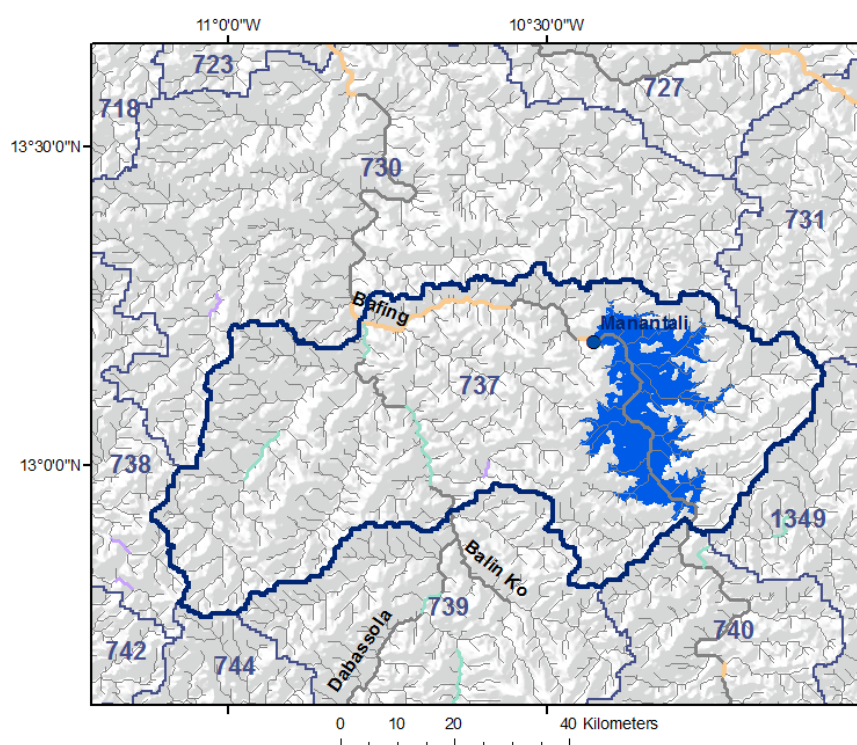 11°0'0"W
10°30'0"W
723
727
718
13°30'0"N
730
731
Bafing
Manantali
737
13°0'0"N
738
1349
Balin Ko
739
740
Dabassola
742
744
0 10 20 40 Kilometers